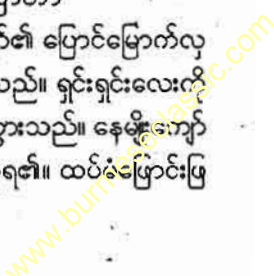 ၏ ပြောင်မြောက်လှ
သည်။ ရှင်းရှင်းလေးကို
သွားသည်။ နေမျိုးကျော်
ရ၏။ ထပ်မံဖြောင်းဖြ
www.burmeseclassic.com